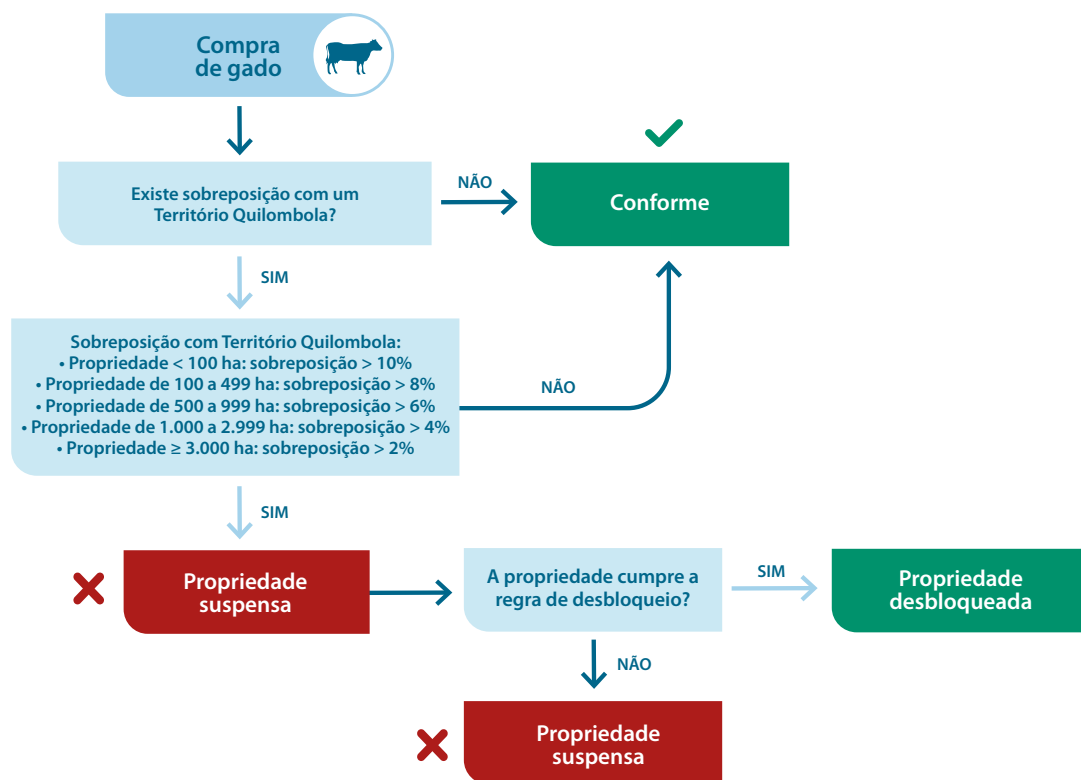 Compra
de gado
Existe sobreposição com um
Território Quilombola?
NÃO
Conforme
SIM
Sobreposição com Território Quilombola:
• Propriedade < 100 ha: sobreposição > 10%
• Propriedade de 100 a 499 ha: sobreposição > 8%
• Propriedade de 500 a 999 ha: sobreposição > 6%
• Propriedade de 1.000 a 2.999 ha: sobreposição > 4%
• Propriedade ≥ 3.000 ha: sobreposição > 2%
NÃO
SIM
Propriedade
suspensa
A propriedade cumpre a
regra de desbloqueio?
SIM
Propriedade
desbloqueada
NÃO
Propriedade
suspensa